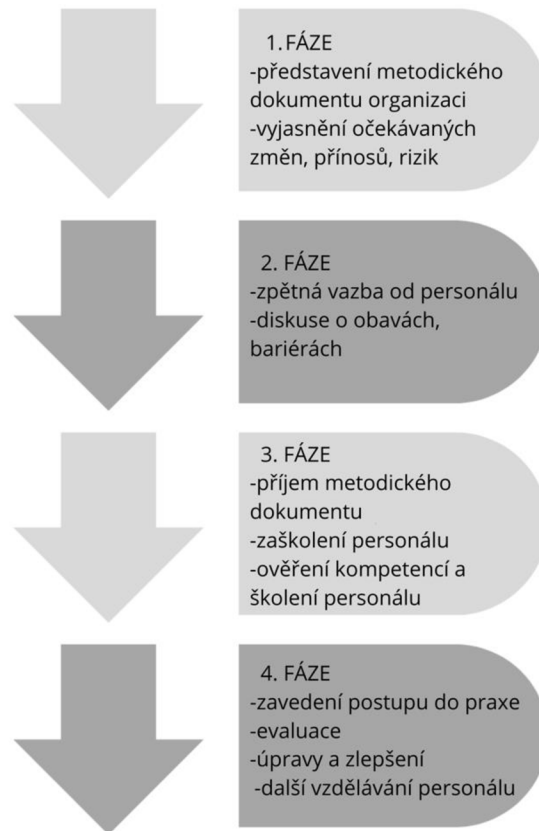 1. FÁZE
-představení metodického
dokumentu organizaci
-vyjasnění očekávaných
změn, přínosů, rizik
2. FÁZE
-zpětná vazba od personálu
-diskuse o obavách,
bariérách
3. FÁZE
-příjem metodického
dokumentu
-zaškolení personálu
-ověření kompetencí a
školení personálu
4. FÁZE
-zavedení postupu do praxe
-evaluace
-úpravy a zlepšení
-další vzdělávání personálu